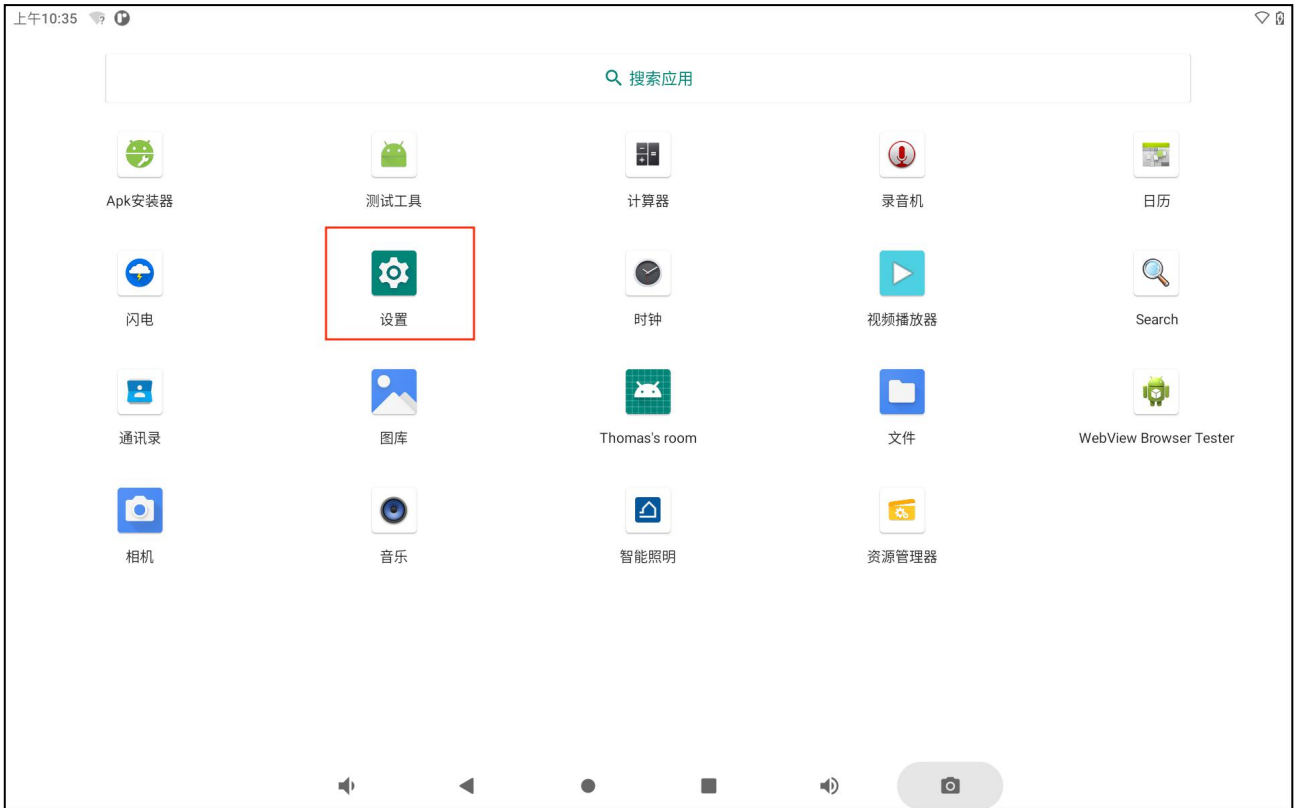 上午10:35
搜索应用
Apk安装器
测试工具
计算器
录音机
日历
闪电
设置
时钟
视频播放器
Search
通讯录
图库
Thomas's room
文件
WebView Browser Tester
相机
音乐
智能照明
资源管理器